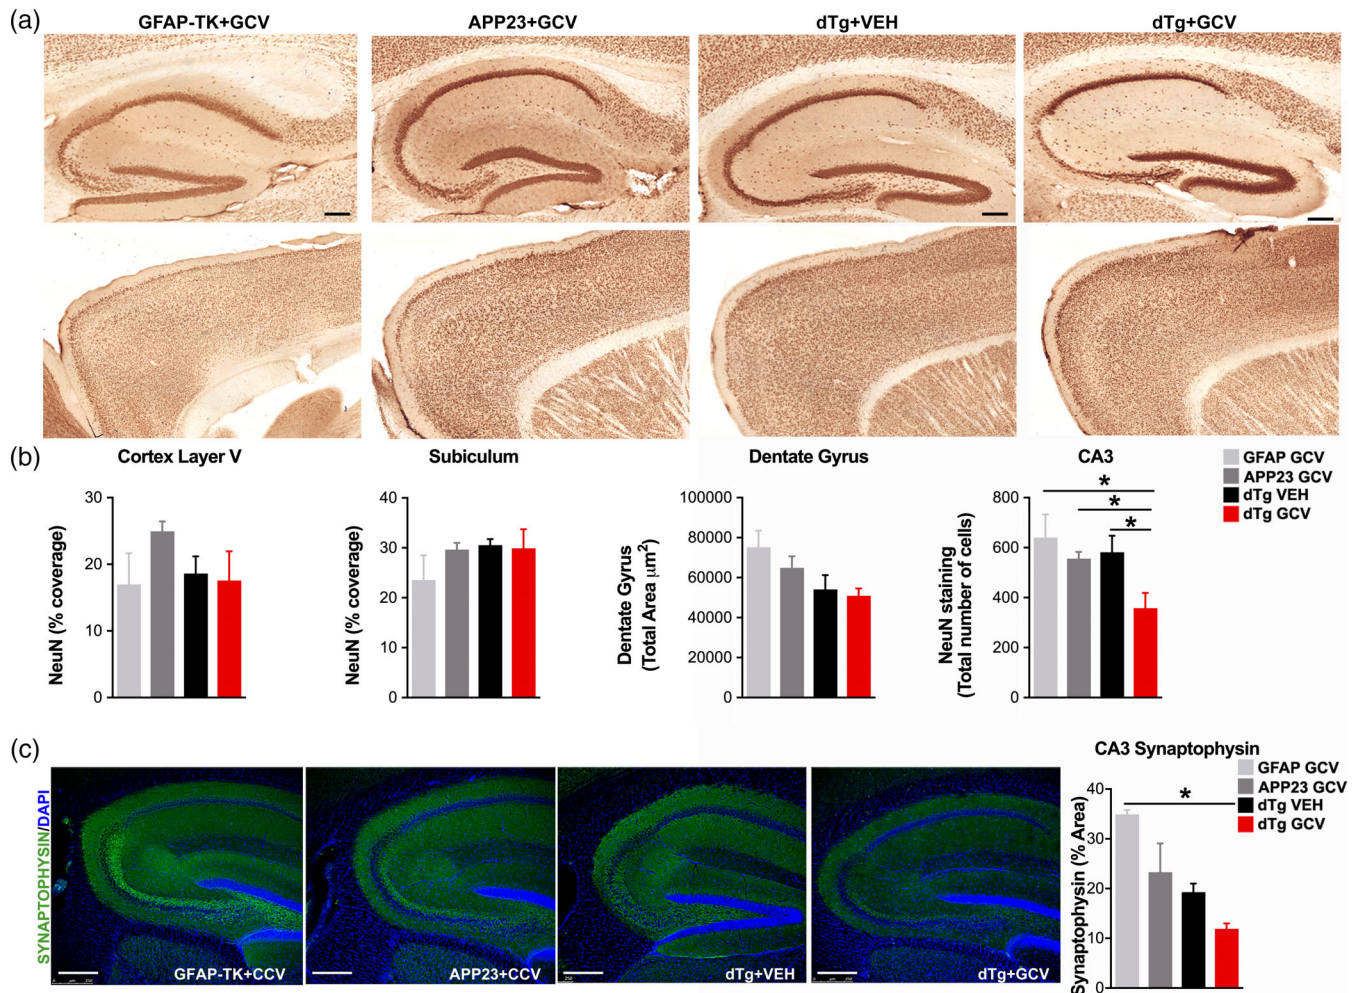 (a)
GFAP-TK+GCV
APP23+GCV
dTg+VEH
dTg+GCV
(b)
Cortex Layer V
NeuN (% coverage)
30
20
10
0
Subiculum
NeuN (% coverage)
40
30
20
10
0
Dentate Gyrus
Dentate Gyrus
(Total Area μm²)
100000
80000
60000
40000
20000
0
CA3
NeuN staining
(Total number of cells)
800
600
400
200
0
*
*
*
GFAP GCV
APP23 GCV
dTg VEH
dTg GCV
(c)
SYNAPTOPHYSIN/DAPI
GFAP-TK+CCV
APP23+CCV
dTg+VEH
dTg+GCV
CA3 Synaptophysin
GFAP GCV
APP23 GCV
dTg VEH
dTg GCV
Synaptophysin (% Area)
40
30
20
10
0
*